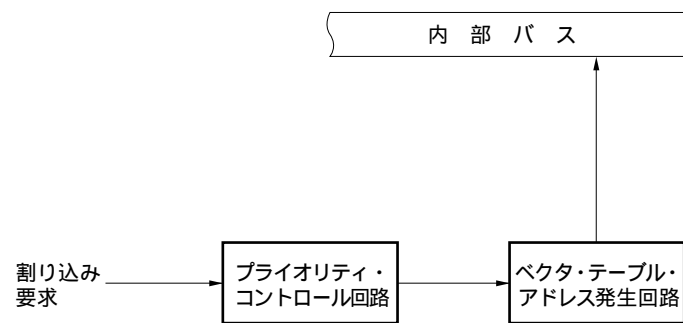 内部バス
割り込み
要求
プライオリティ・
コントロール回路
ベクタ・テーブル・
アドレス発生回路